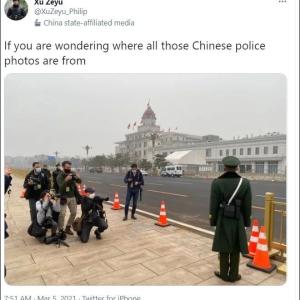 Xu Zeyu
@XuZeyu_Philip
China state-affiliated media
If you are wondering where all those Chinese police
photos are from
7:51 AM · Mar 5, 2021 · Twitter for iPhone